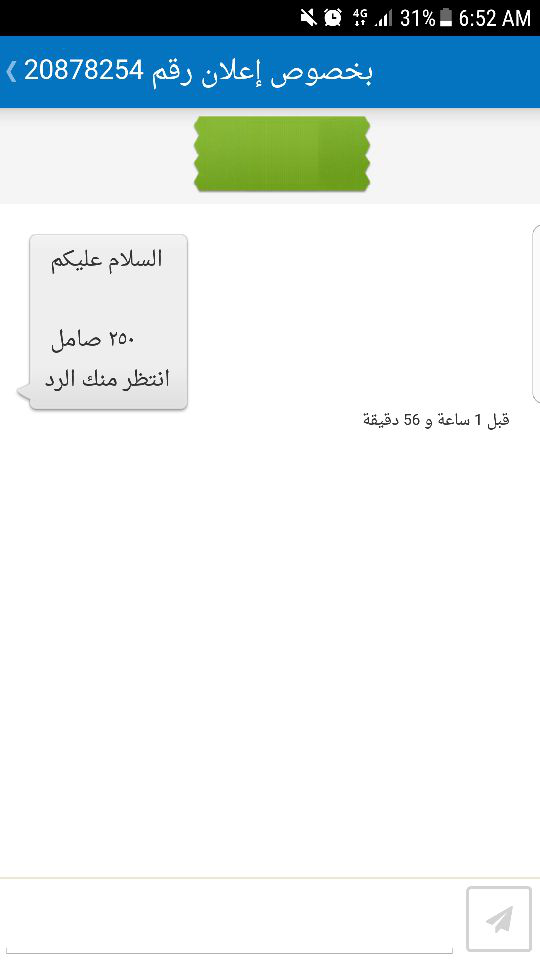 4G 31% 6:52 AM
بخصوص إعلان رقم 20878254
السلام عليكم
٢٥٠ صامل
انتظر منك الرد
قبل 1 ساعة و 56 دقيقة